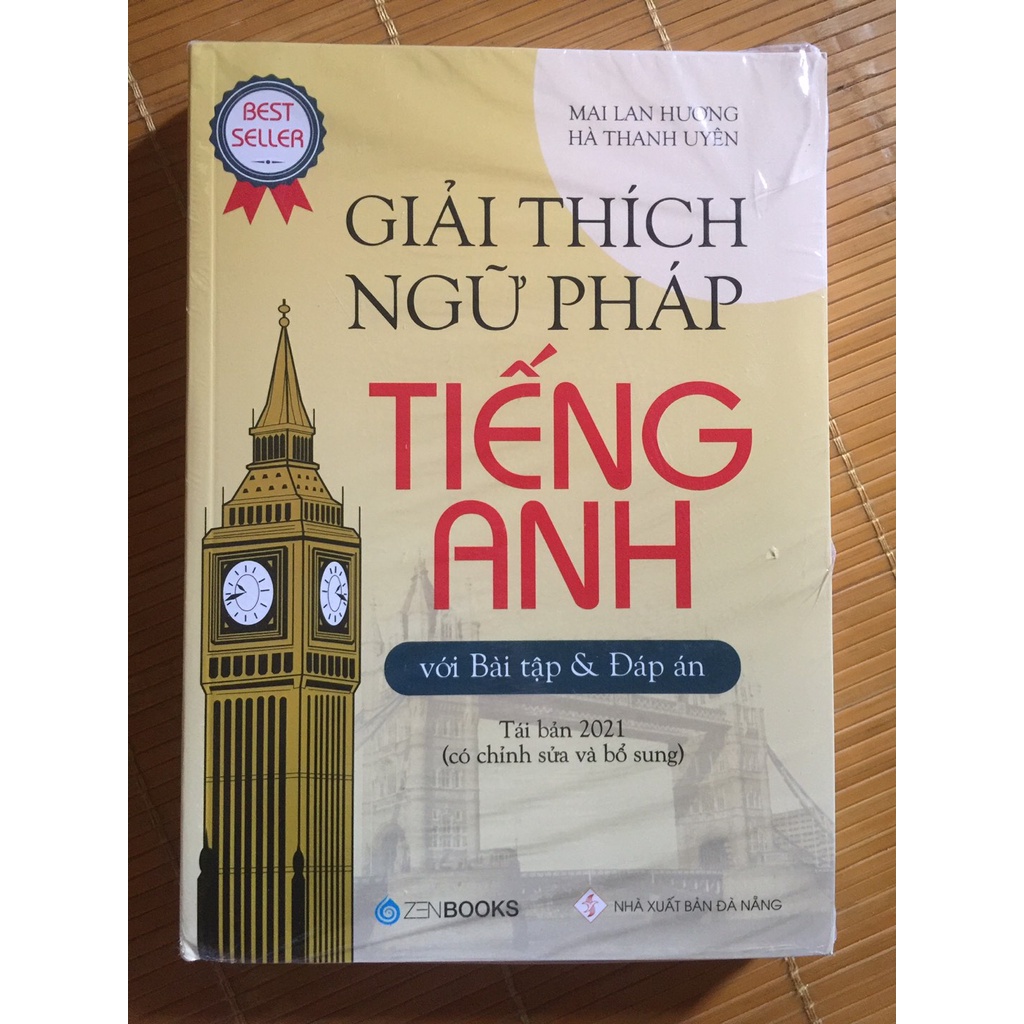 BEST
SELLER
MAI LAN HƯƠNG
HÀ THANH UYÊN
GIẢI THÍCH
NGỮ PHÁP
TIẾNG
ANH
với Bài tập & Đáp án
Tái bản 2021
(có chỉnh sửa và bổ sung)
ZENBOOKS
NHÀ XUẤT BẢN ĐÀ NẴNG